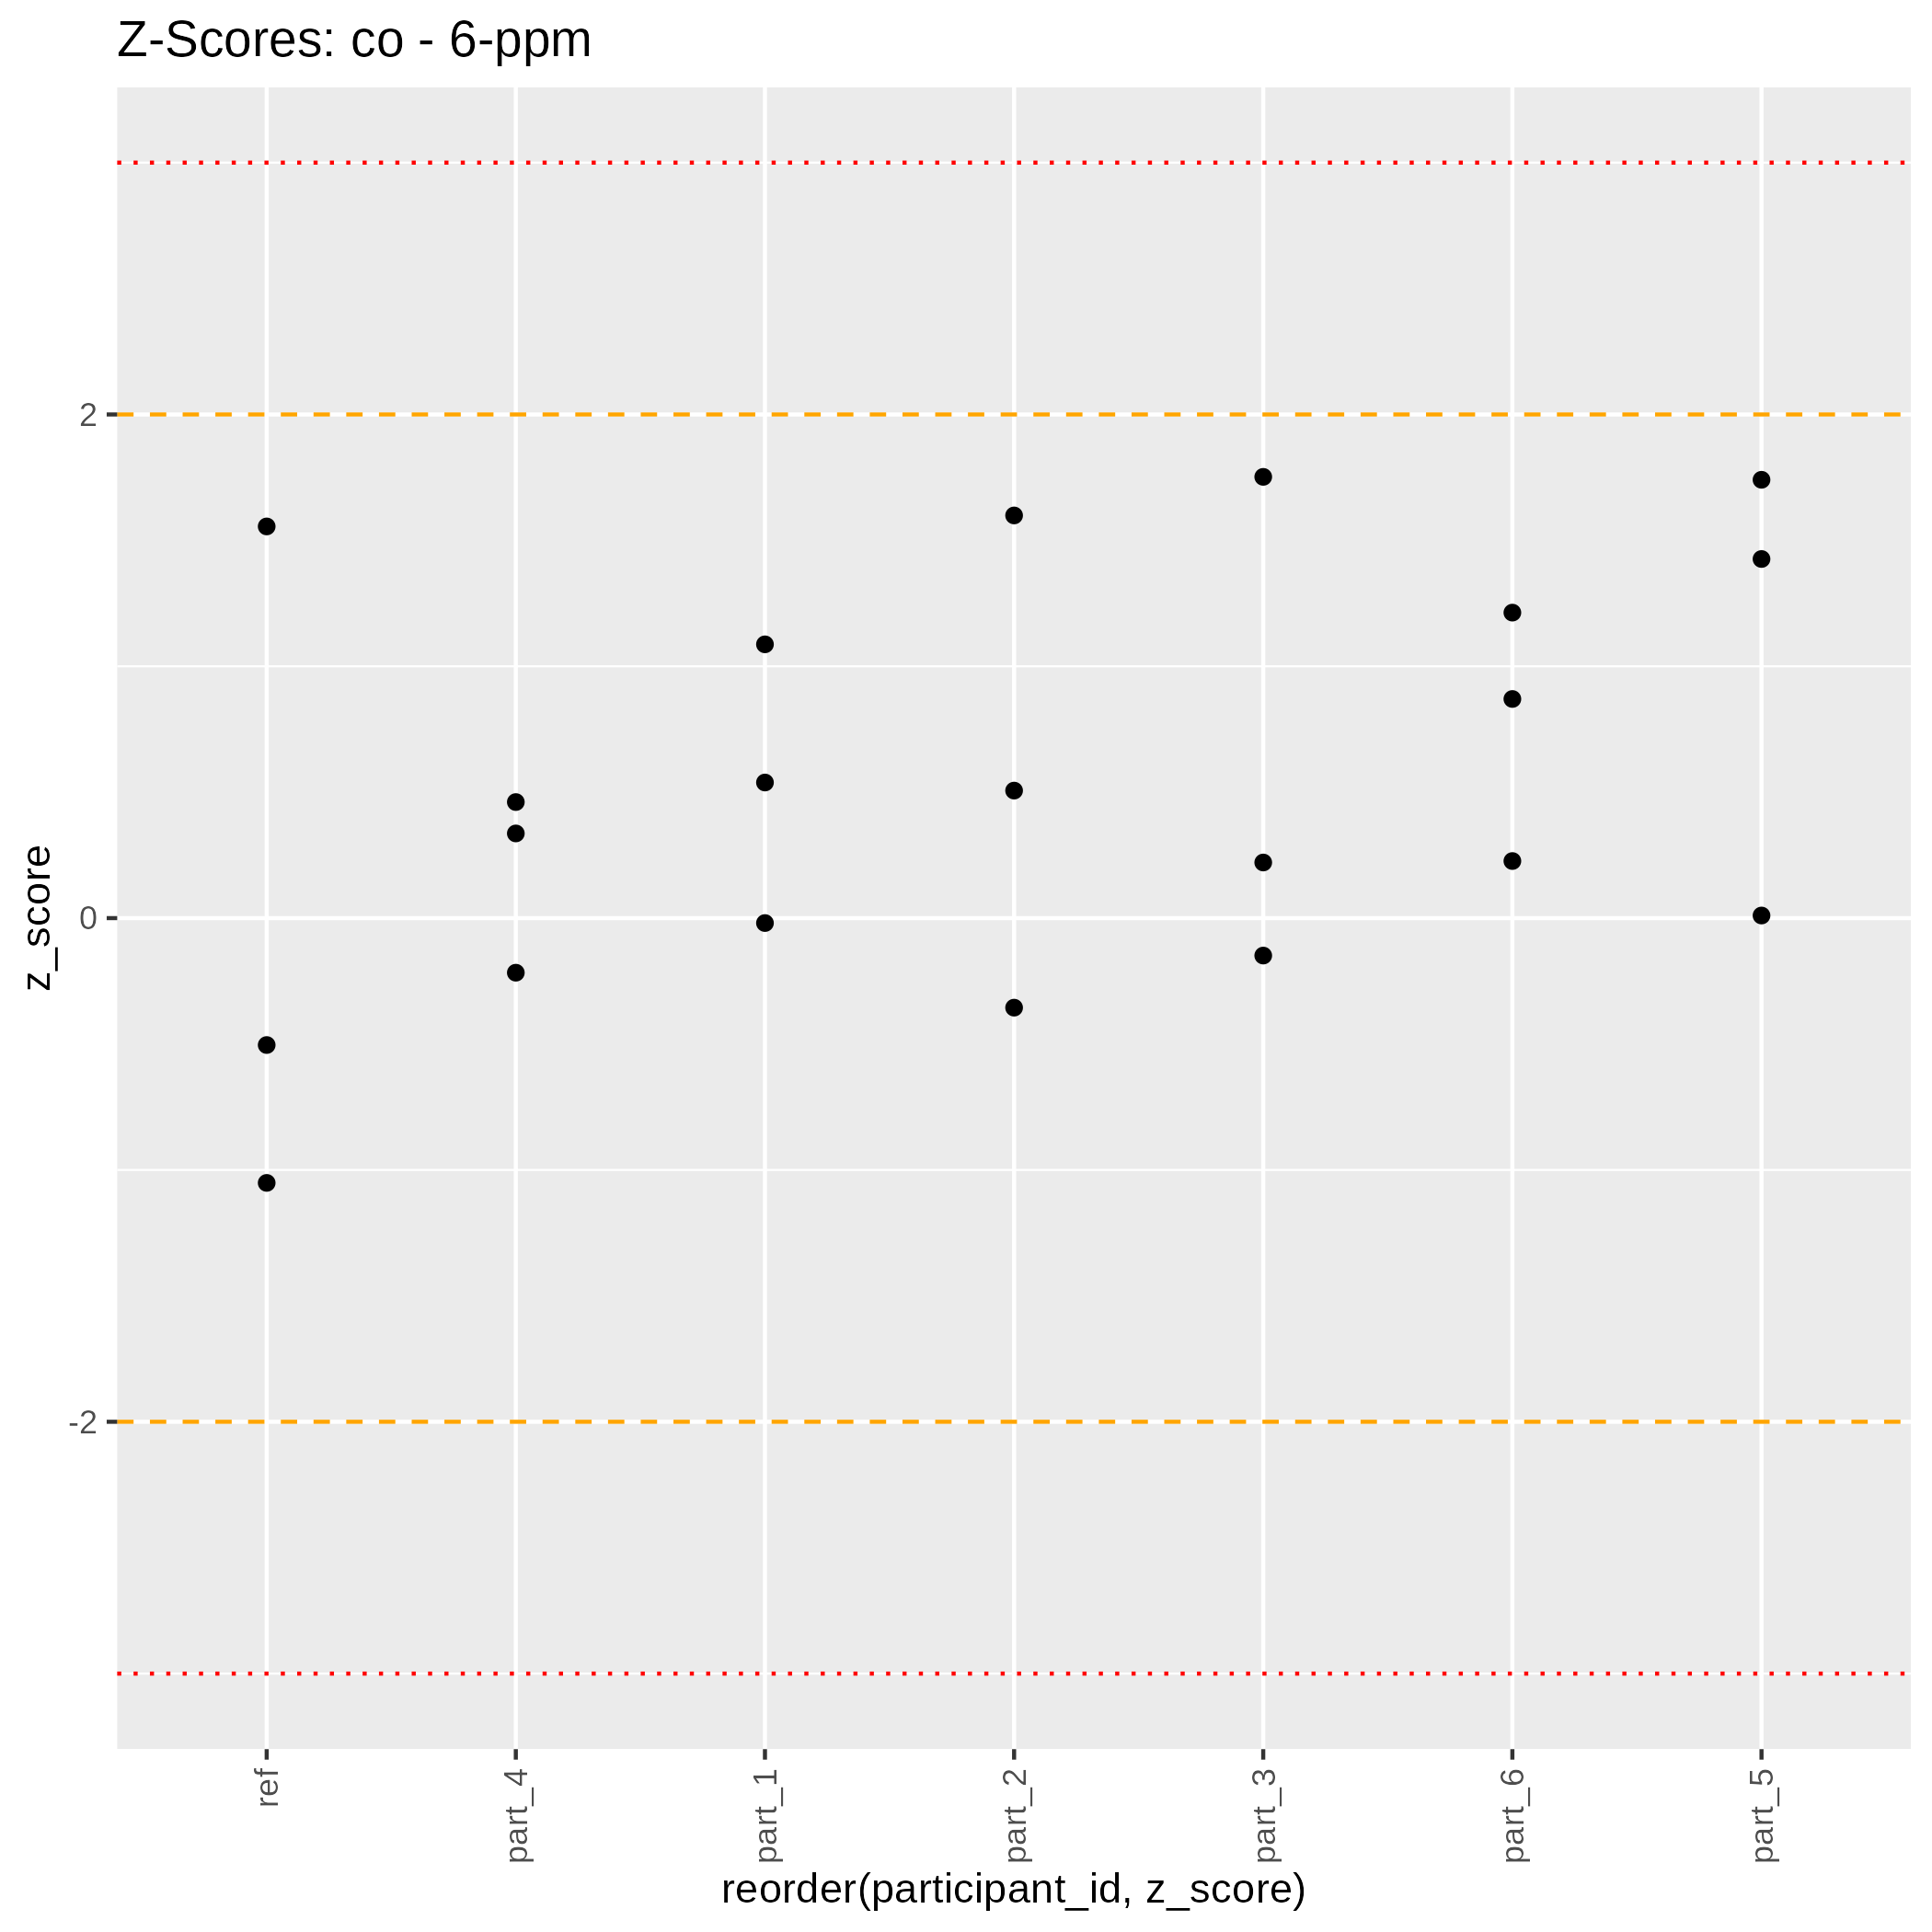 Z-Scores: co - 6-ppm
z_score
2
0
-2
ref
part_4
part_1
part_2
part_3
part_6
part_5
reorder(participant_id, z_score)